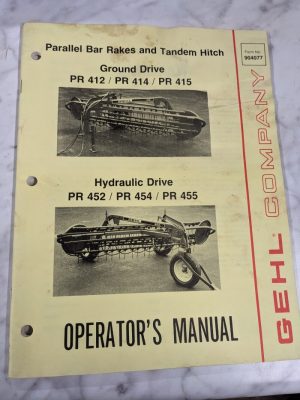 Parallel Bar Rakes and Tandem Hitch
Form No.
904077
Ground Drive
PR 412 / PR 414 / PR 415
Hydraulic Drive
PR 452 / PR 454 / PR 455
OPERATOR'S MANUAL
GEHL COMPANY